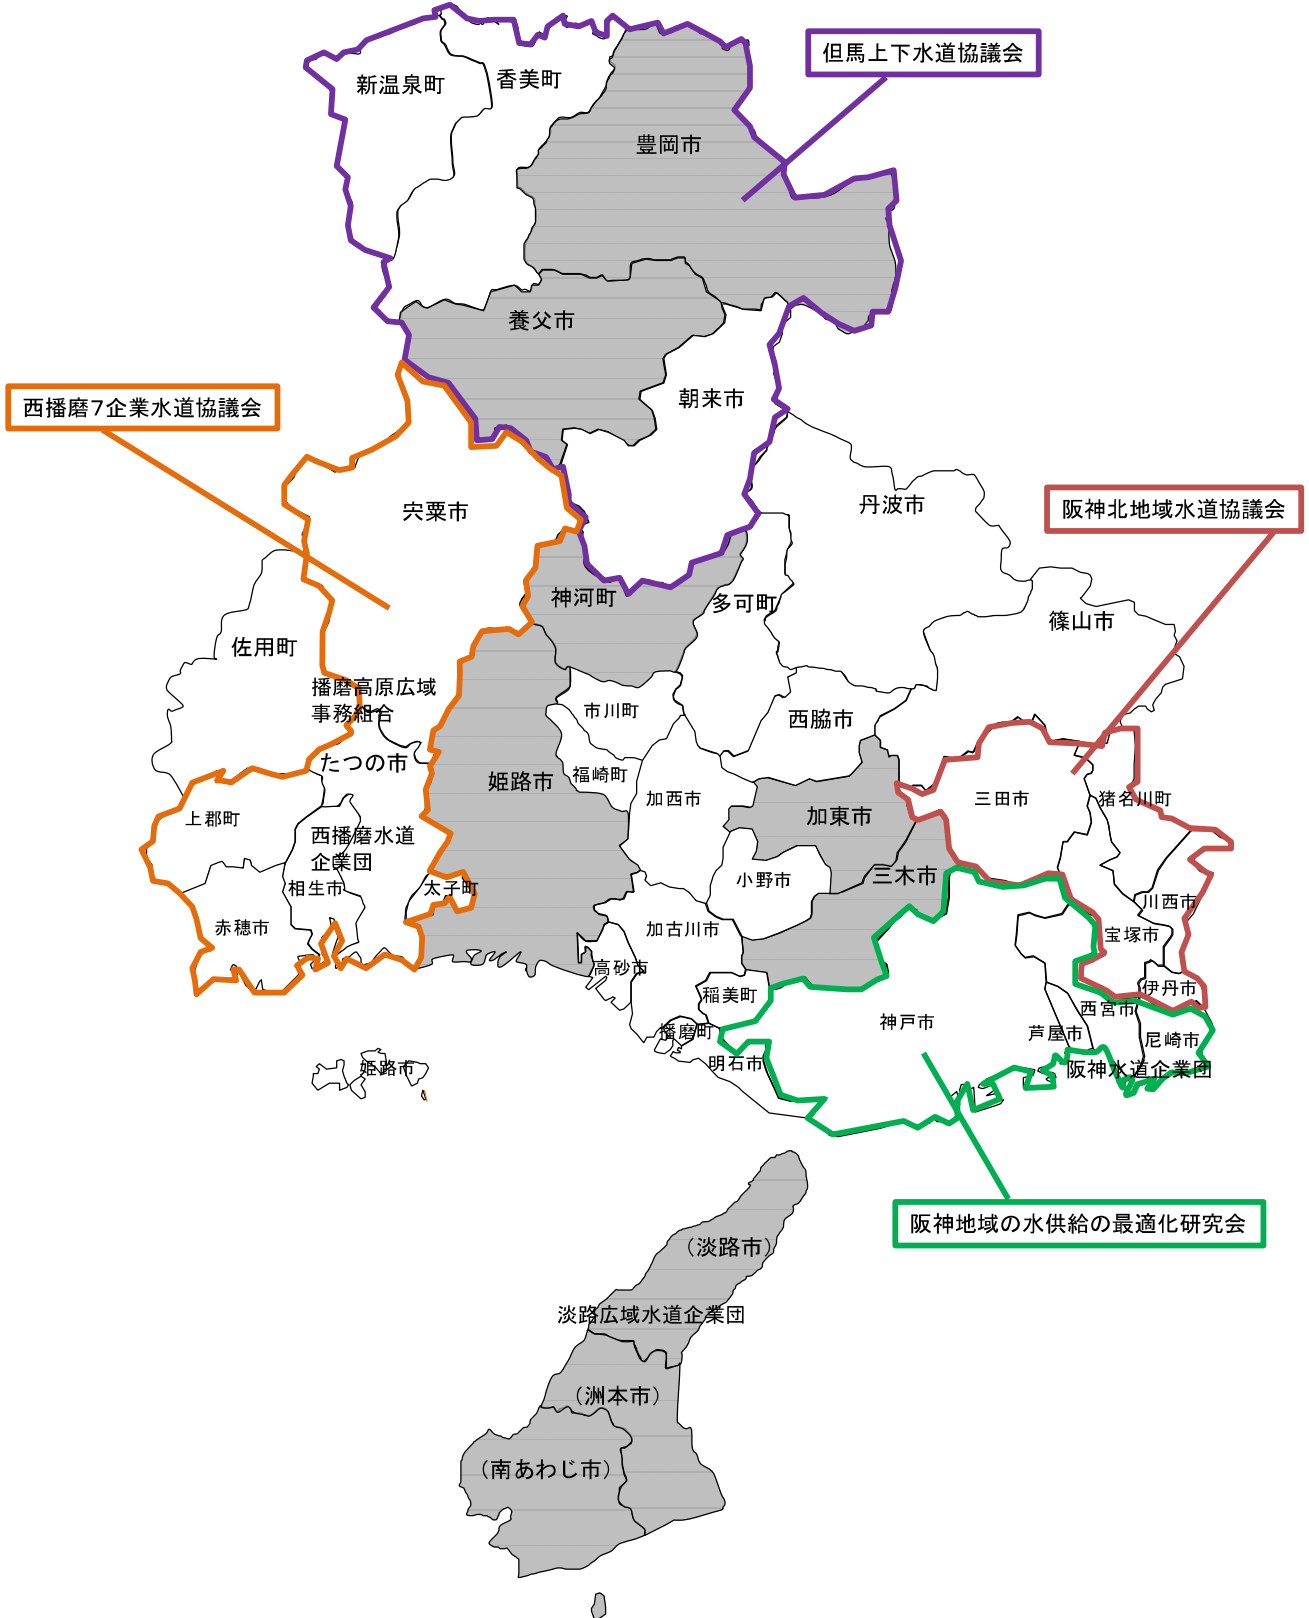 但馬上下水道協議会
新温泉町
香美町
豊岡市
養父市
朝来市
西播磨7企業水道協議会
宍粟市
丹波市
阪神北地域水道協議会
神河町
多可町
篠山市
佐用町
播磨高原広域
事務組合
市川町
西脇市
たつの市
姫路市
福崎町
加西市
三田市
猪名川町
上郡町
加東市
西播磨水道
企業団
相生市
太子町
小野市
三木市
川西市
赤穂市
加古川市
宝塚市
高砂市
稲美町
伊丹市
神戸市
西宮市
播磨町
芦屋市
尼崎市
明石市
姫路市
阪神水道企業団
阪神地域の水供給の最適化研究会
（淡路市）
淡路広域水道企業団
（洲本市）
（南あわじ市）